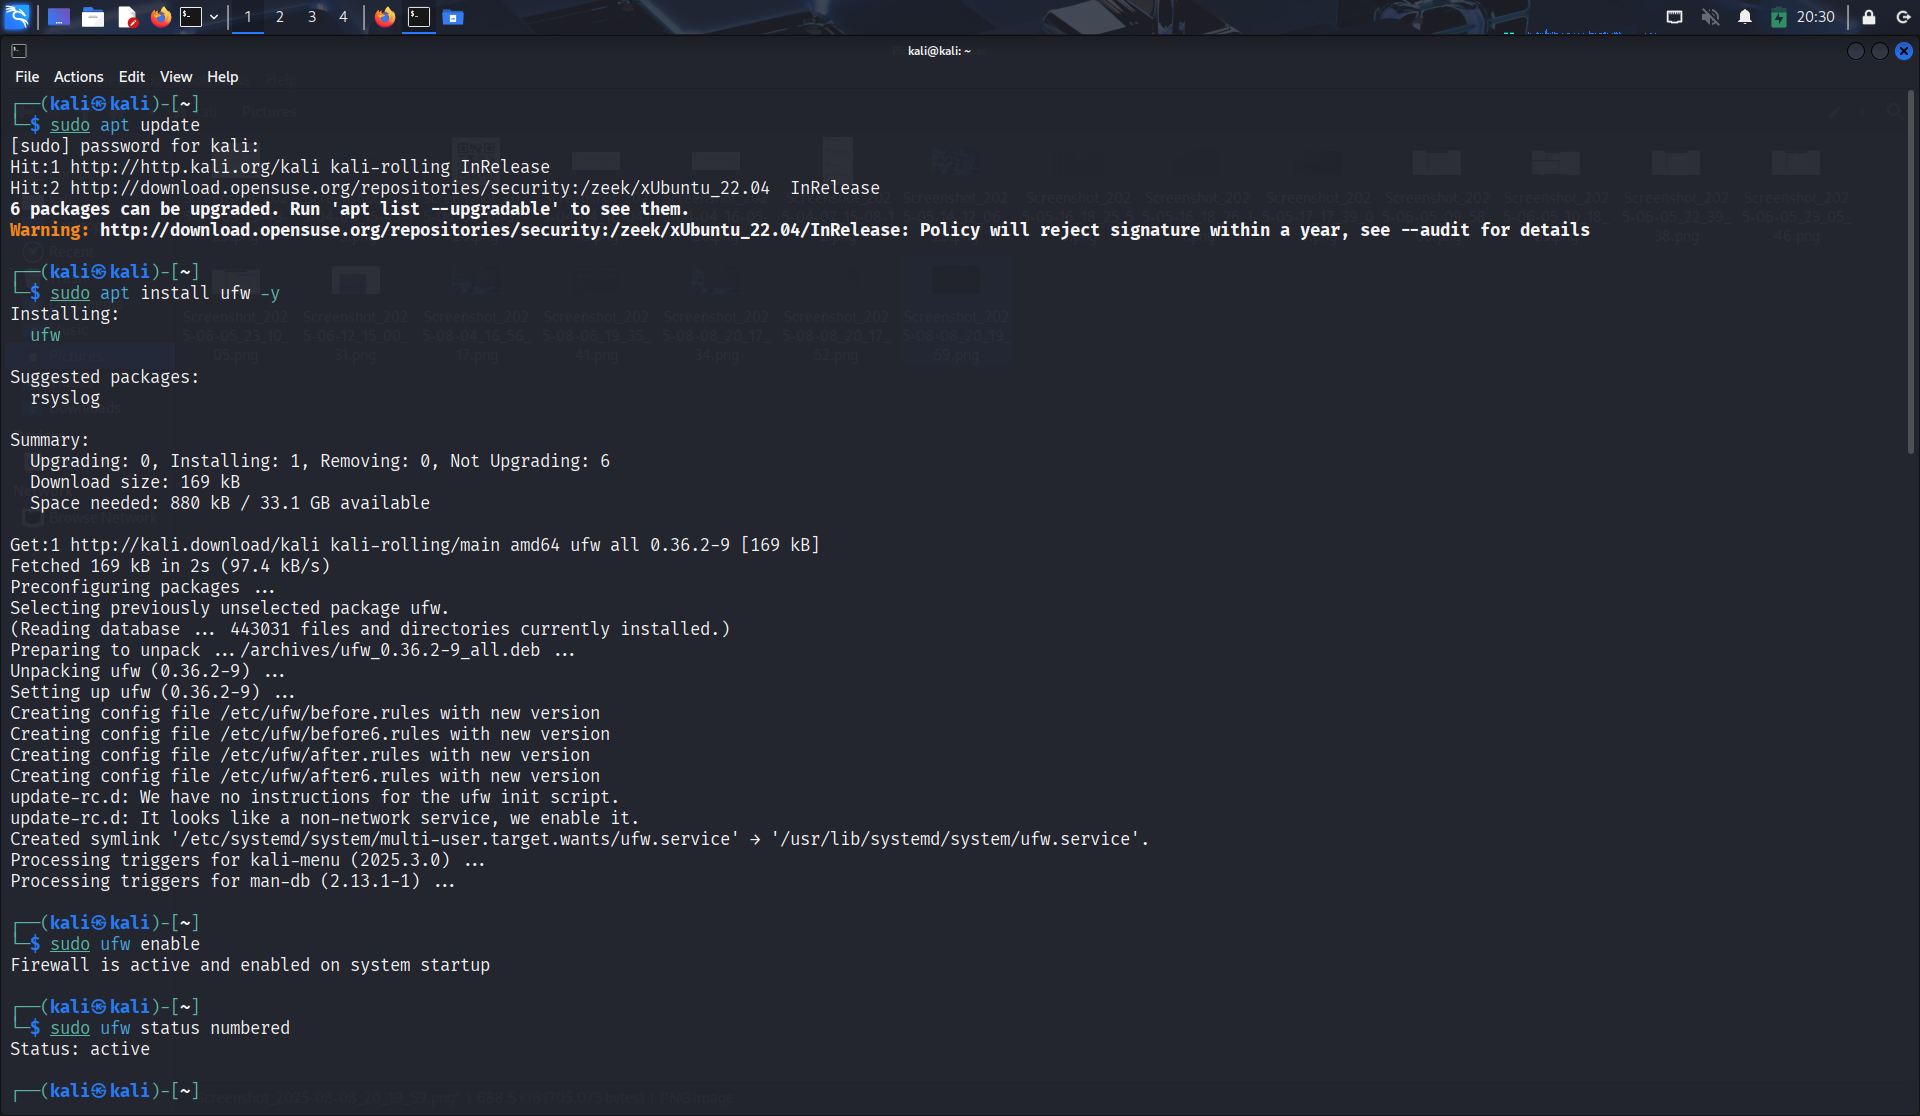 1 2 3 4 20:30
kali@kali: ~
File Actions Edit View Help
┌──(kali㉿kali)-[~]
└─$ sudo apt update
[sudo] password for kali:
Hit:1 http://http.kali.org/kali kali-rolling InRelease
Hit:2 http://download.opensuse.org/repositories/security:/zeek/xUbuntu_22.04  InRelease
6 packages can be upgraded. Run 'apt list --upgradable' to see them.
Warning: http://download.opensuse.org/repositories/security:/zeek/xUbuntu_22.04/InRelease: Policy will reject signature within a year, see --audit for details
┌──(kali㉿kali)-[~]
└─$ sudo apt install ufw -y
Installing:
  ufw
Suggested packages:
  rsyslog
Summary:
  Upgrading: 0, Installing: 1, Removing: 0, Not Upgrading: 6
  Download size: 169 kB
  Space needed: 880 kB / 33.1 GB available
Get:1 http://kali.download/kali kali-rolling/main amd64 ufw all 0.36.2-9 [169 kB]
Fetched 169 kB in 2s (97.4 kB/s)
Preconfiguring packages ...
Selecting previously unselected package ufw.
(Reading database ... 443031 files and directories currently installed.)
Preparing to unpack .../archives/ufw_0.36.2-9_all.deb ...
Unpacking ufw (0.36.2-9) ...
Setting up ufw (0.36.2-9) ...
Creating config file /etc/ufw/before.rules with new version
Creating config file /etc/ufw/before6.rules with new version
Creating config file /etc/ufw/after.rules with new version
Creating config file /etc/ufw/after6.rules with new version
update-rc.d: We have no instructions for the ufw init script.
update-rc.d: It looks like a non-network service, we enable it.
Created symlink '/etc/systemd/system/multi-user.target.wants/ufw.service' → '/usr/lib/systemd/system/ufw.service'.
Processing triggers for kali-menu (2025.3.0) ...
Processing triggers for man-db (2.13.1-1) ...
┌──(kali㉿kali)-[~]
└─$ sudo ufw enable
Firewall is active and enabled on system startup
┌──(kali㉿kali)-[~]
└─$ sudo ufw status numbered
Status: active
┌──(kali㉿kali)-[~]